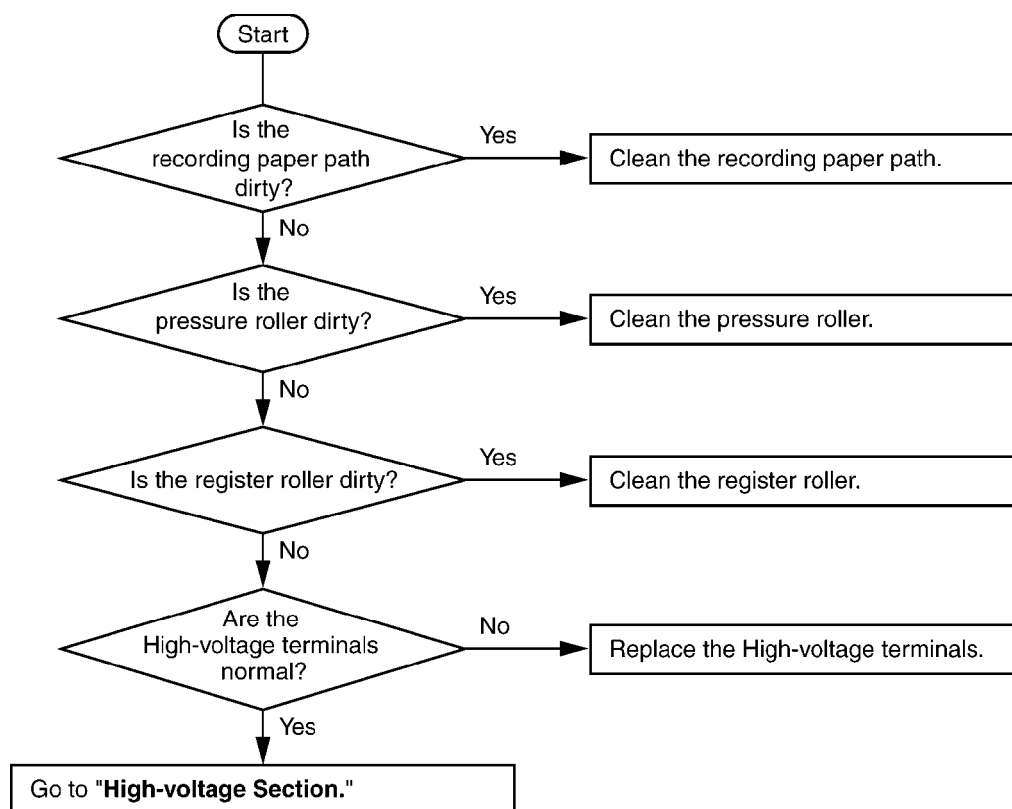 Start
Is the
recording paper path
dirty?
Yes
Clean the recording paper path.
No
Is the
pressure roller dirty?
Yes
Clean the pressure roller.
No
Is the register roller dirty?
Yes
Clean the register roller.
No
Are the
High-voltage terminals
normal?
No
Replace the High-voltage terminals.
Yes
Go to "High-voltage Section."